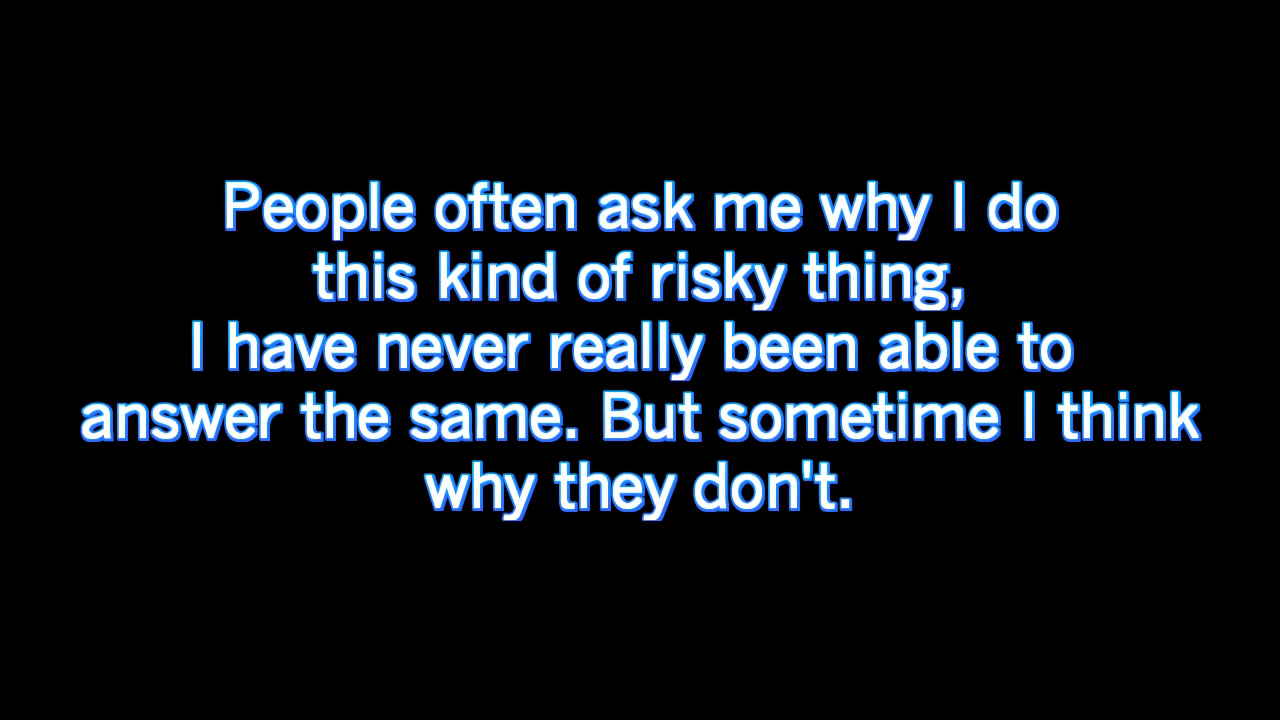 People often ask me why I do
this kind of risky thing,
I have never really been able to
answer the same. But sometime I think
why they don't.